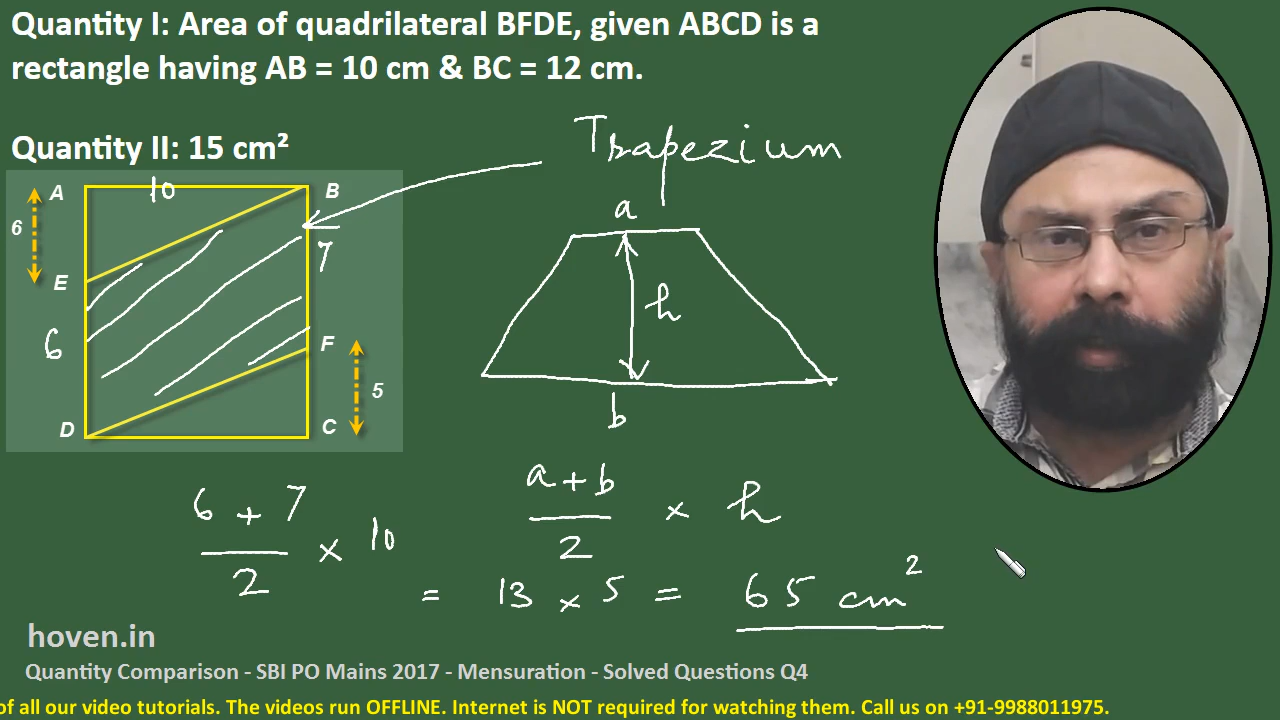 Quantity I: Area of quadrilateral BFDE, given ABCD is a
rectangle having AB = 10 cm & BC = 12 cm.
Quantity II: 15 cm²
Trapezium
A
10
B
6
7
E
6
F
5
D
C
a
h
b
6 + 7
2
× 10
a + b
2
× h
= 13 × 5 = 65 cm²
hoven.in
Quantity Comparison - SBI PO Mains 2017 - Mensuration - Solved Questions Q4
of all our video tutorials. The videos run OFFLINE. Internet is NOT required for watching them. Call us on +91-9988011975.